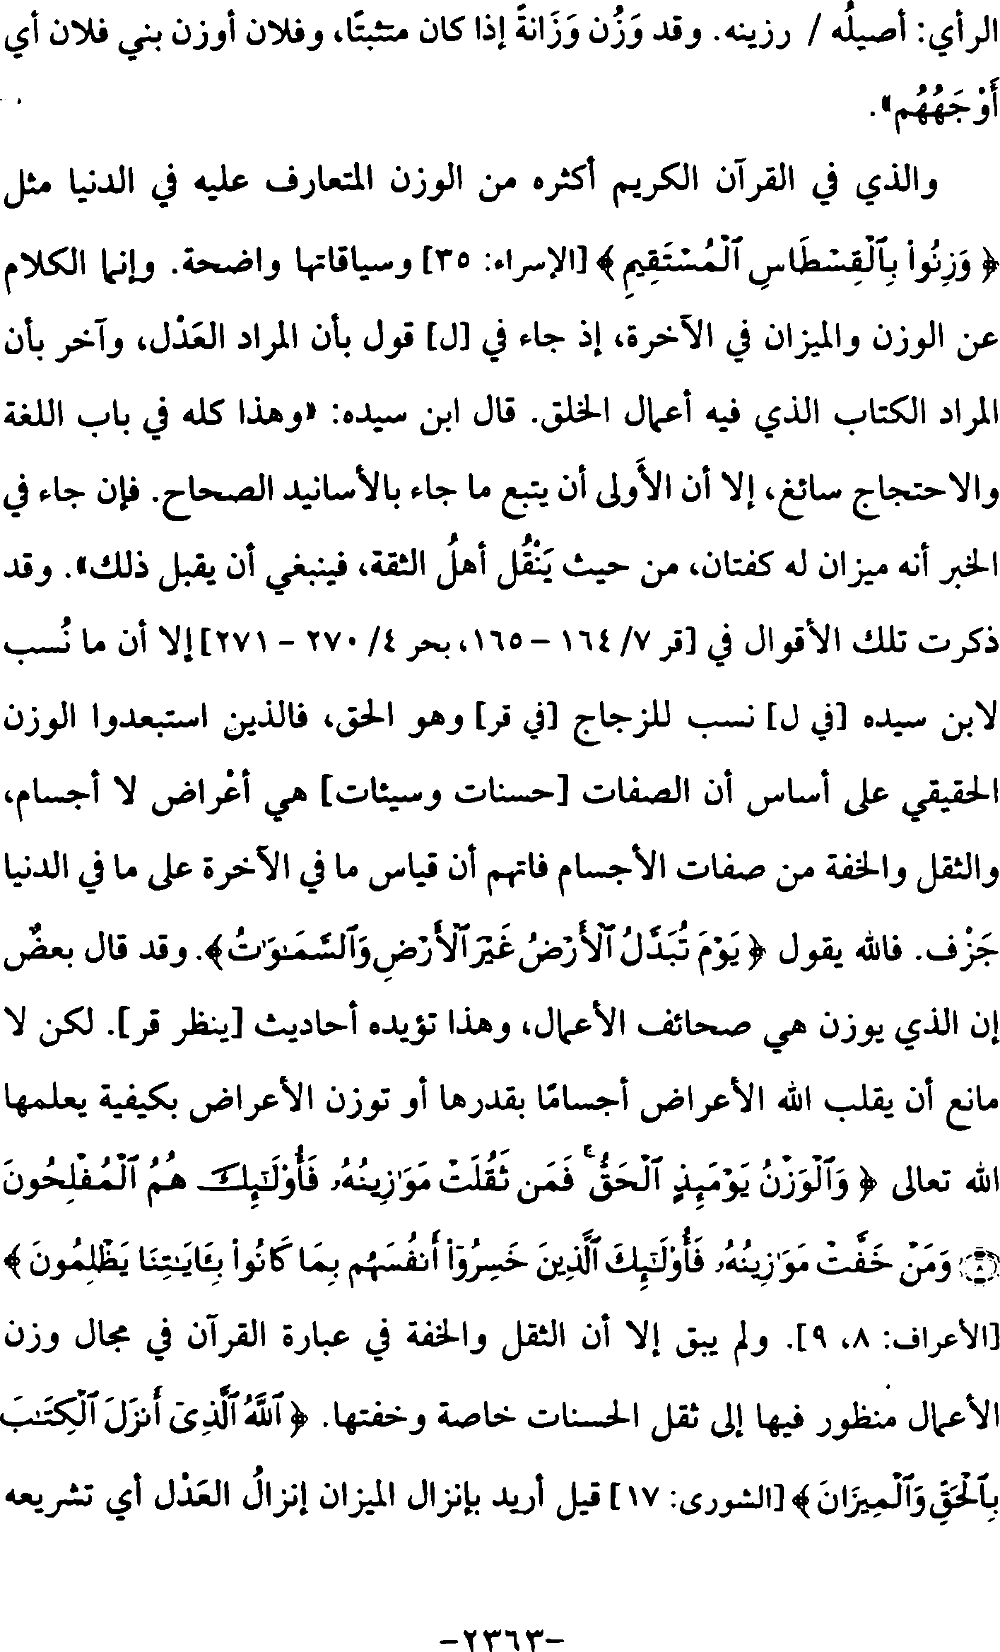 الرأي: أصيلُه / رزينه. وقد وَزُن وَزَانةً إذا كان متثبتًا، وفلان أوزن بني فلان أي
أَوْجَهُهُم».
والذي في القرآن الكريم أكثره من الوزن المتعارف عليه في الدنيا مثل
﴿ وَزِنُواْ بِٱلْقِسْطَاسِ ٱلْمُسْتَقِيمِ ﴾ [الإسراء: ٣٥] وسياقاتها واضحة. وإنما الكلام
عن الوزن والميزان في الآخرة، إذ جاء في [ل] قول بأن المراد العَدْل، وآخر بأن
المراد الكتاب الذي فيه أعمال الخلق. قال ابن سيده: «وهذا كله في باب اللغة
والاحتجاج سائغ، إلا أن الأَولى أن يتبع ما جاء بالأسانيد الصحاح. فإن جاء في
الخبر أنه ميزان له كفتان، من حيث يَنْقُل أهلُ الثقة، فينبغي أن يقبل ذلك». وقد
ذكرت تلك الأقوال في [قر ٧/ ١٦٤ – ١٦٥، بحر ٤/ ٢٧٠ – ٢٧١] إلا أن ما نُسب
لابن سيده [في ل] نسب للزجاج [في قر] وهو الحق، فالذين استبعدوا الوزن
الحقيقي على أساس أن الصفات [حسنات وسيئات] هي أعْراض لا أجسام،
والثقل والخفة من صفات الأجسام فاتهم أن قياس ما في الآخرة على ما في الدنيا
جَزْف. فالله يقول ﴿ يَوْمَ تُبَدَّلُ ٱلْأَرْضُ غَيْرَ ٱلْأَرْضِ وَٱلسَّمَٰوَٰتُ ﴾. وقد قال بعضٌ
إن الذي يوزن هي صحائف الأعمال، وهذا تؤيده أحاديث [ينظر قر]. لكن لا
مانع أن يقلب الله الأعراض أجسامًا بقدرها أو توزن الأعراض بكيفية يعلمها
الله تعالى ﴿ وَٱلْوَزْنُ يَوْمَئِذٍ ٱلْحَقُّ ۚ فَمَن ثَقُلَتْ مَوَٰزِينُهُۥ فَأُوْلَٰٓئِكَ هُمُ ٱلْمُفْلِحُونَ
۝٨ وَمَنْ خَفَّتْ مَوَٰزِينُهُۥ فَأُوْلَٰٓئِكَ ٱلَّذِينَ خَسِرُوٓاْ أَنفُسَهُم بِمَا كَانُواْ بِـَٔايَٰتِنَا يَظْلِمُونَ ﴾
[الأعراف: ٨، ٩]. ولم يبق إلا أن الثقل والخفة في عبارة القرآن في مجال وزن
الأعمال منظور فيها إلى ثقل الحسنات خاصة وخفتها. ﴿ ٱللَّهُ ٱلَّذِىٓ أَنزَلَ ٱلْكِتَٰبَ
بِٱلْحَقِّ وَٱلْمِيزَانَ ﴾ [الشورى: ١٧] قيل أريد بإنزال الميزان إنزالُ العَدْل أي تشريعه
-٢٣٦٣-